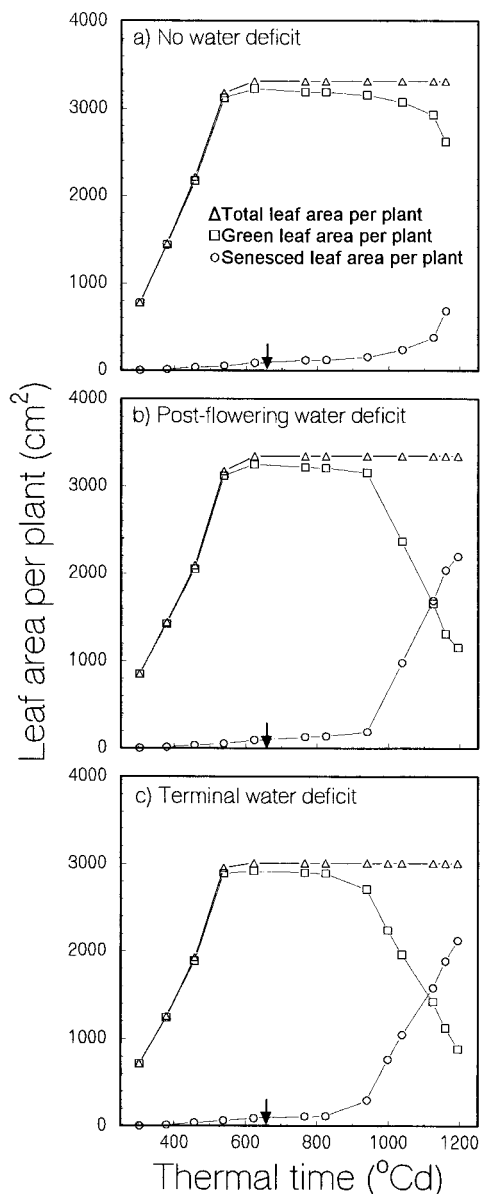 4000
a) No water deficit
3000
ΔTotal leaf area per plant
□Green leaf area per plant
2000
○Senesced leaf area per plant
1000
0
4000
b) Post-flowering water deficit
3000
2000
1000
0
4000
c) Terminal water deficit
3000
2000
1000
0
Leaf area per plant (cm²)
400 600 800 1000 1200
Thermal time (⁰Cd)